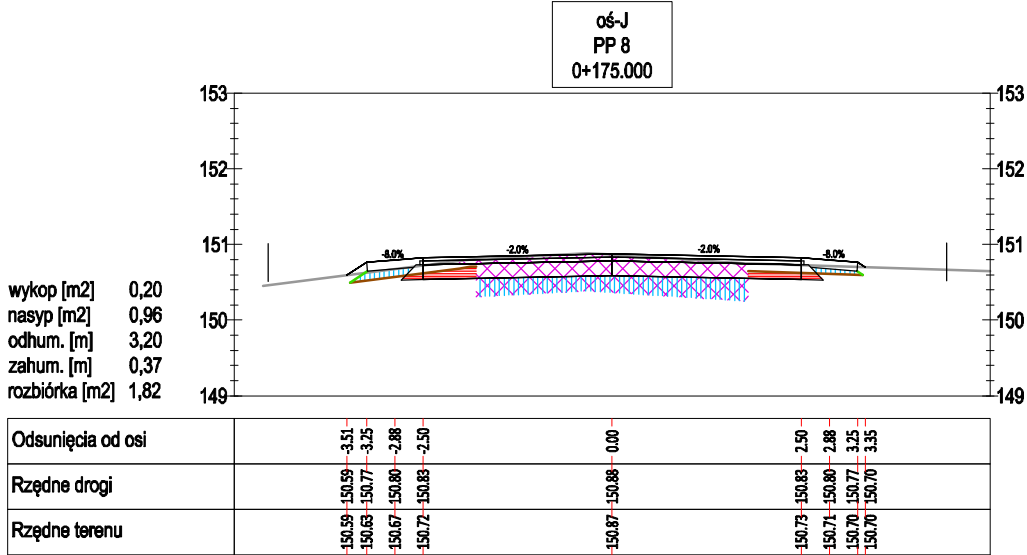 oś-J
PP 8
0+175.000
153 153
152 152
151 151
150 150
149 149
-8.0% -2.0% -2.0% -8.0%
wykop [m2] 0,20
nasyp [m2] 0,96
odhum. [m] 3,20
zahum. [m] 0,37
rozbiórka [m2] 1,82
Odsunięcia od osi -3.51 -3.25 -2.88 -2.50 0.00 2.50 2.88 3.25 3.35
Rzędne drogi 150.59 150.77 150.80 150.83 150.88 150.83 150.80 150.77 150.70
Rzędne terenu 150.59 150.63 150.67 150.72 150.87 150.73 150.71 150.70 150.70